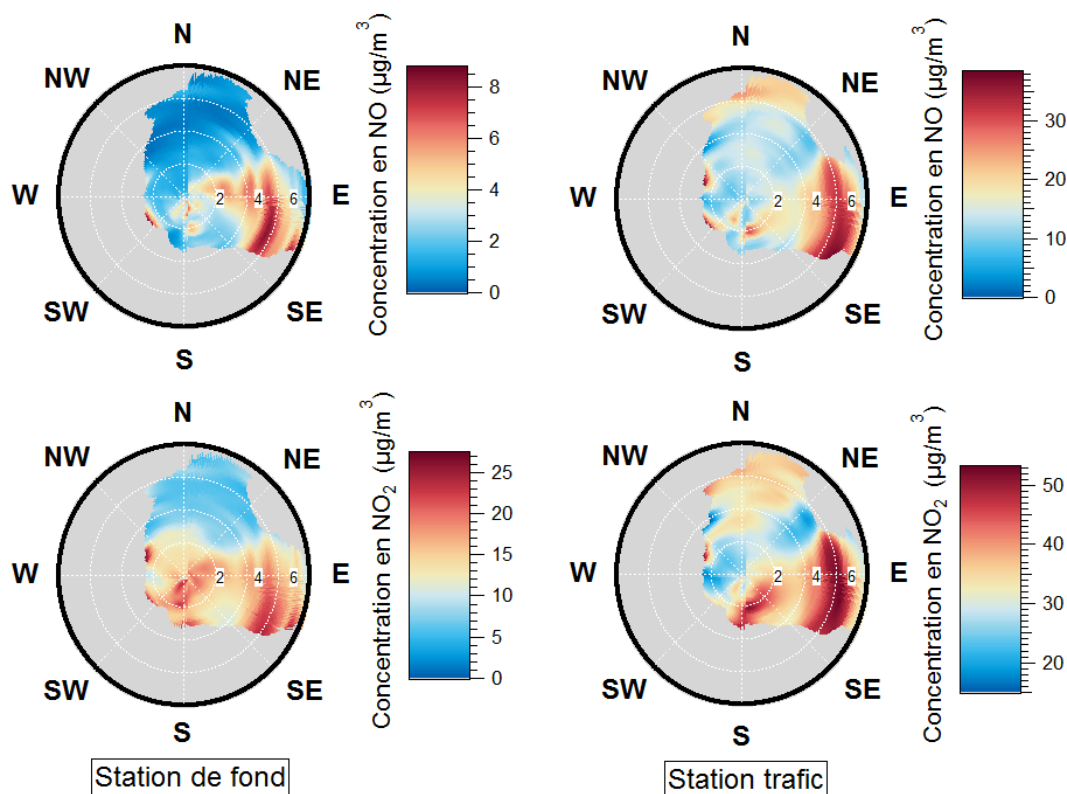 N
NW
NE
W
E
SW
SE
S
2
4
6
Concentration en NO (µg/m³)
8
6
4
2
0
N
NW
NE
W
E
SW
SE
S
2
4
6
Concentration en NO (µg/m³)
30
20
10
0
N
NW
NE
W
E
SW
SE
S
2
4
6
Concentration en NO₂ (µg/m³)
25
20
15
10
5
0
N
NW
NE
W
E
SW
SE
S
2
4
6
Concentration en NO₂ (µg/m³)
50
40
30
20
Station de fond
Station trafic